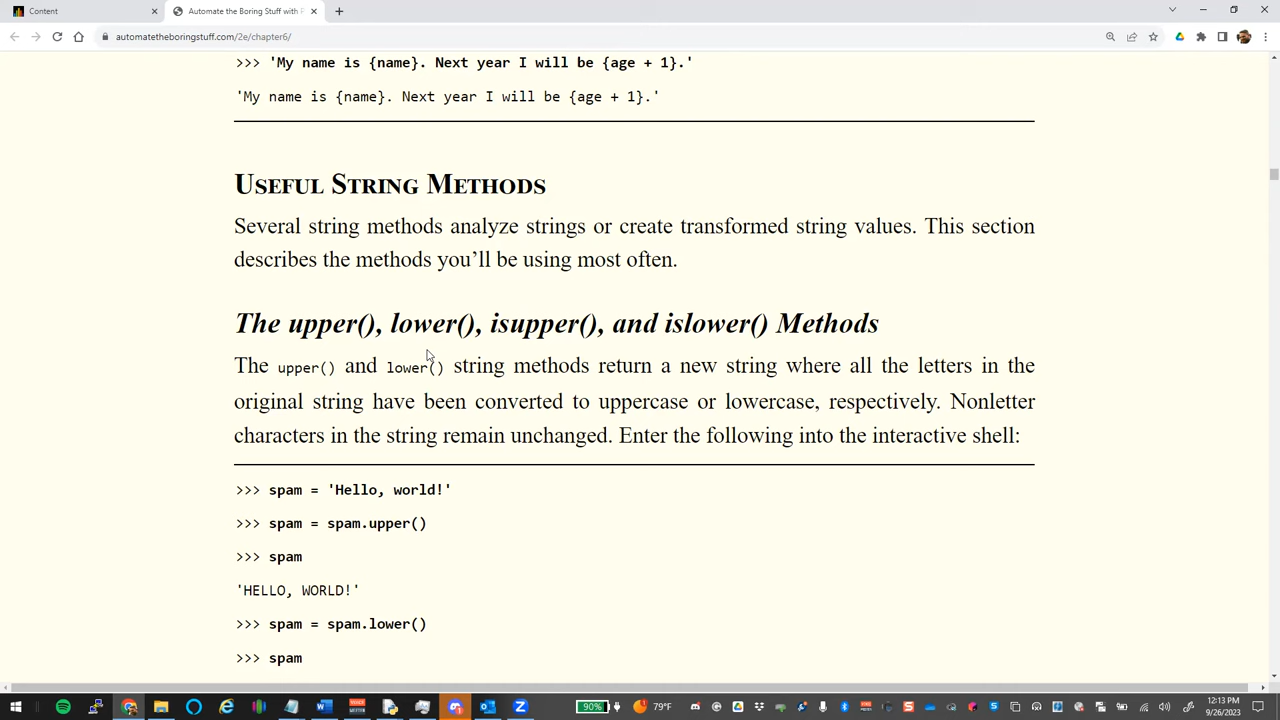 Content
Automate the Boring Stuff with P
automatetheboringstuff.com/2e/chapter6/
>>> 'My name is {name}. Next year I will be {age + 1}.'
'My name is {name}. Next year I will be {age + 1}.'
Useful String Methods
Several string methods analyze strings or create transformed string values. This section
describes the methods you’ll be using most often.
The upper(), lower(), isupper(), and islower() Methods
The upper() and lower() string methods return a new string where all the letters in the
original string have been converted to uppercase or lowercase, respectively. Nonletter
characters in the string remain unchanged. Enter the following into the interactive shell:
>>> spam = 'Hello, world!'
>>> spam = spam.upper()
>>> spam
'HELLO, WORLD!'
>>> spam = spam.lower()
>>> spam
90%
79°F
12:13 PM
9/26/2023